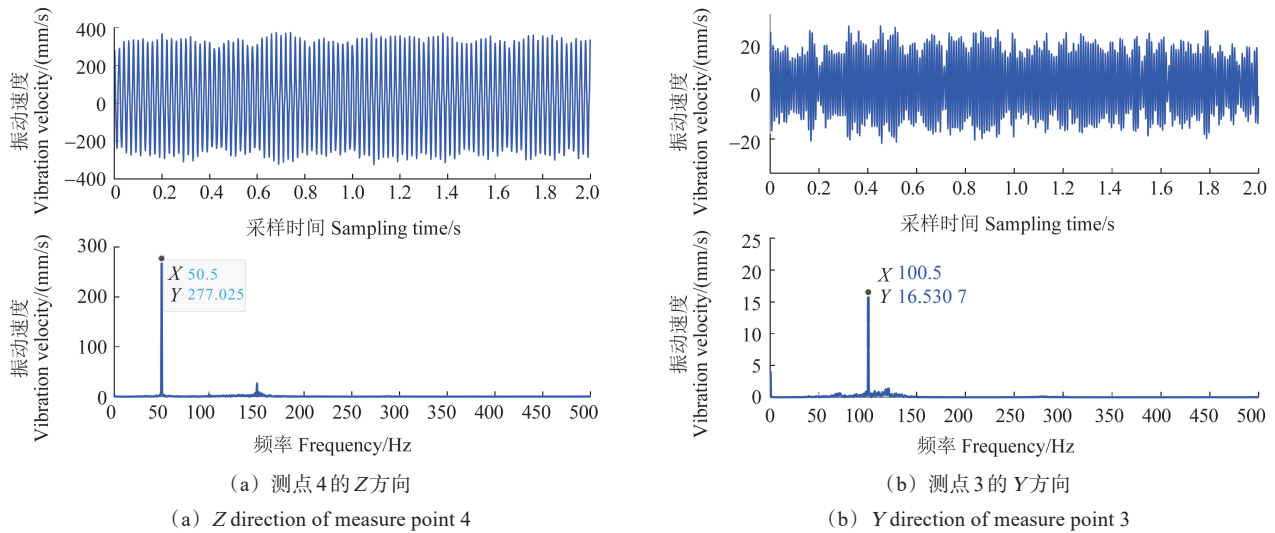 400
200
0
−200
−400
振动速度
Vibration velocity/(mm/s)
0 0.2 0.4 0.6 0.8 1.0 1.2 1.4 1.6 1.8 2.0
采样时间 Sampling time/s
300
200
100
0
振动速度
Vibration velocity/(mm/s)
X 50.5
Y 277.025
0 50 100 150 200 250 300 350 400 450 500
频率 Frequency/Hz
(a) 测点4的Z方向
(a) Z direction of measure point 4
20
0
−20
振动速度
Vibration velocity/(mm/s)
0 0.2 0.4 0.6 0.8 1.0 1.2 1.4 1.6 1.8 2.0
采样时间 Sampling time/s
25
20
15
10
5
0
振动速度
Vibration velocity/(mm/s)
X 100.5
Y 16.530 7
0 50 100 150 200 250 300 350 400 450 500
频率 Frequency/Hz
(b) 测点3的Y方向
(b) Y direction of measure point 3